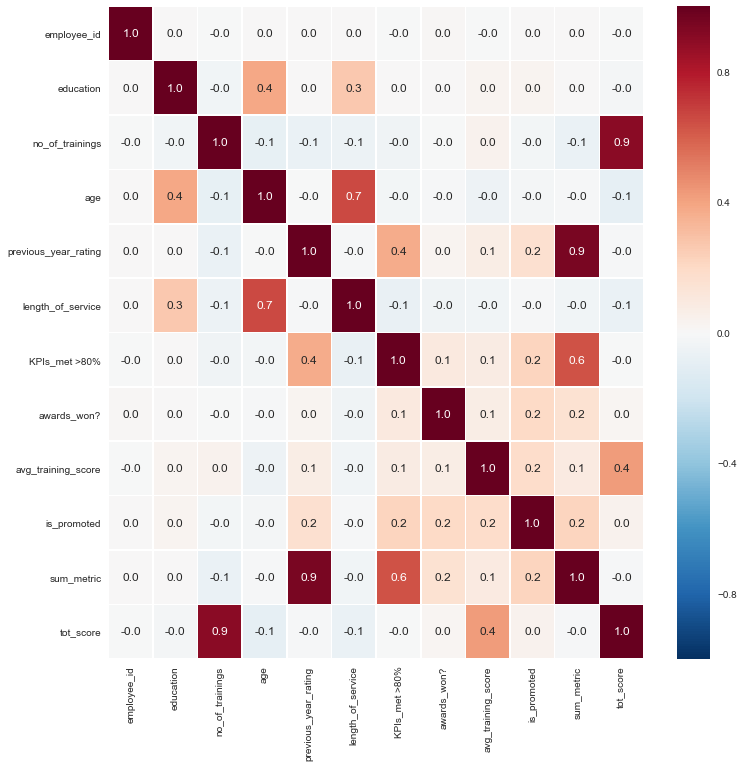 employee_id 1.0 0.0 -0.0 0.0 0.0 0.0 -0.0 0.0 -0.0 0.0 0.0 -0.0
education 0.0 1.0 -0.0 0.4 0.0 0.3 0.0 0.0 0.0 0.0 0.0 -0.0
no_of_trainings -0.0 -0.0 1.0 -0.1 -0.1 -0.1 -0.0 -0.0 0.0 -0.0 -0.1 0.9
age 0.0 0.4 -0.1 1.0 -0.0 0.7 -0.0 -0.0 -0.0 -0.0 -0.0 -0.1
previous_year_rating 0.0 0.0 -0.1 -0.0 1.0 -0.0 0.4 0.0 0.1 0.2 0.9 -0.0
length_of_service 0.0 0.3 -0.1 0.7 -0.0 1.0 -0.1 -0.0 -0.0 -0.0 -0.0 -0.1
KPIs_met >80% -0.0 0.0 -0.0 -0.0 0.4 -0.1 1.0 0.1 0.1 0.2 0.6 -0.0
awards_won? 0.0 0.0 -0.0 -0.0 0.0 -0.0 0.1 1.0 0.1 0.2 0.2 0.0
avg_training_score -0.0 0.0 0.0 -0.0 0.1 -0.0 0.1 0.1 1.0 0.2 0.1 0.4
is_promoted 0.0 0.0 -0.0 -0.0 0.2 -0.0 0.2 0.2 0.2 1.0 0.2 0.0
sum_metric 0.0 0.0 -0.1 -0.0 0.9 -0.0 0.6 0.2 0.1 0.2 1.0 -0.0
tot_score -0.0 -0.0 0.9 -0.1 -0.0 -0.1 -0.0 0.0 0.4 0.0 -0.0 1.0
employee_id
education
no_of_trainings
age
previous_year_rating
length_of_service
KPIs_met >80%
awards_won?
avg_training_score
is_promoted
sum_metric
tot_score
0.8
0.4
0.0
−0.4
−0.8